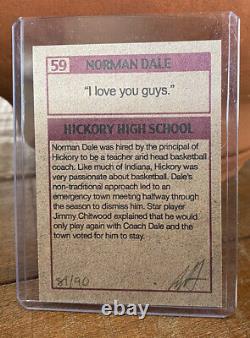 59
NORMAN DALE
"I love you guys."
HICKORY HIGH SCHOOL
Norman Dale was hired by the principal of
Hickory to be a teacher and head basketball
coach. Like much of Indiana, Hickory was
very passionate about basketball. Dale's
non-traditional approach led to an
emergency town meeting halfway through
the season to dismiss him. Star player
Jimmy Chitwood explained that he would
only play again with Coach Dale and the
town voted for him to stay.
81/90